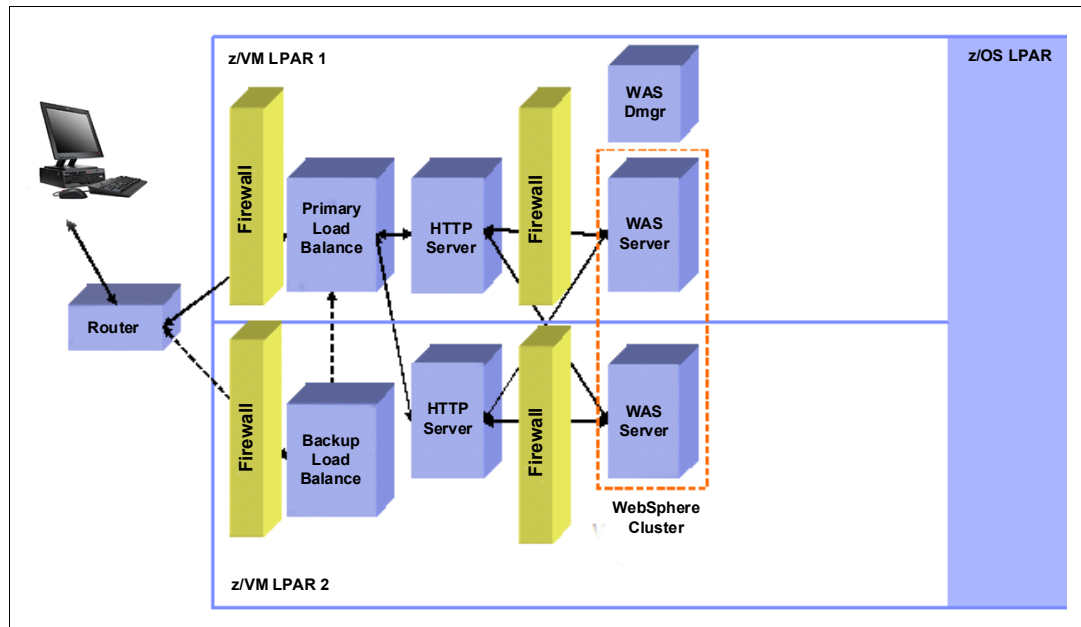 z/VM LPAR 1
z/OS LPAR
WAS
Dmgr
Firewall
Primary
Load
Balance
HTTP
Server
Firewall
WAS
Server
Router
Firewall
Backup
Load
Balance
HTTP
Server
Firewall
WAS
Server
WebSphere
Cluster
z/VM LPAR 2